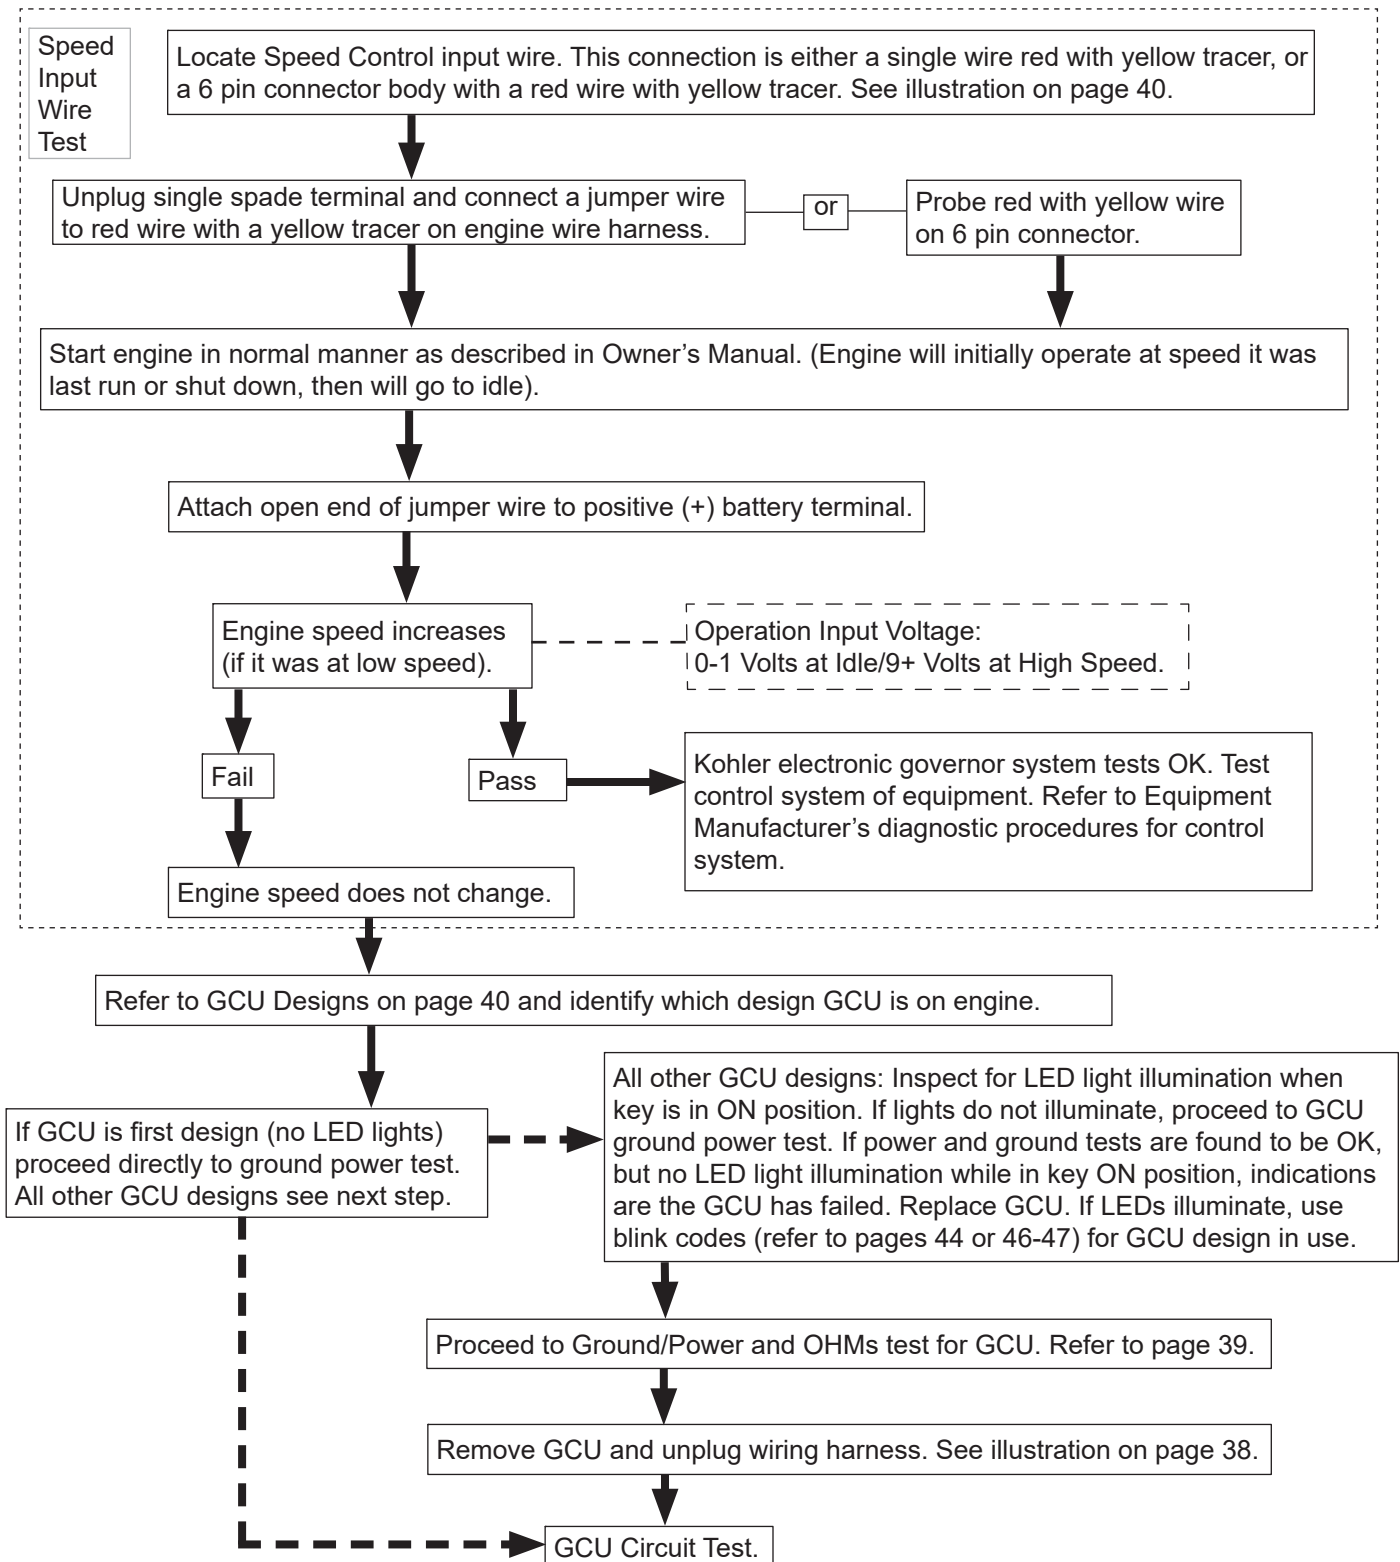 Speed
Input
Wire
Test
Locate Speed Control input wire. This connection is either a single wire red with yellow tracer, or
a 6 pin connector body with a red wire with yellow tracer. See illustration on page 40.
Unplug single spade terminal and connect a jumper wire
to red wire with a yellow tracer on engine wire harness.
or
Probe red with yellow wire
on 6 pin connector.
Start engine in normal manner as described in Owner’s Manual. (Engine will initially operate at speed it was
last run or shut down, then will go to idle).
Attach open end of jumper wire to positive (+) battery terminal.
Engine speed increases
(if it was at low speed).
Operation Input Voltage:
0-1 Volts at Idle/9+ Volts at High Speed.
Fail
Pass
Kohler electronic governor system tests OK. Test
control system of equipment. Refer to Equipment
Manufacturer’s diagnostic procedures for control
system.
Engine speed does not change.
Refer to GCU Designs on page 40 and identify which design GCU is on engine.
If GCU is first design (no LED lights)
proceed directly to ground power test.
All other GCU designs see next step.
All other GCU designs: Inspect for LED light illumination when
key is in ON position. If lights do not illuminate, proceed to GCU
ground power test. If power and ground tests are found to be OK,
but no LED light illumination while in key ON position, indications
are the GCU has failed. Replace GCU. If LEDs illuminate, use
blink codes (refer to pages 44 or 46-47) for GCU design in use.
Proceed to Ground/Power and OHMs test for GCU. Refer to page 39.
Remove GCU and unplug wiring harness. See illustration on page 38.
GCU Circuit Test.